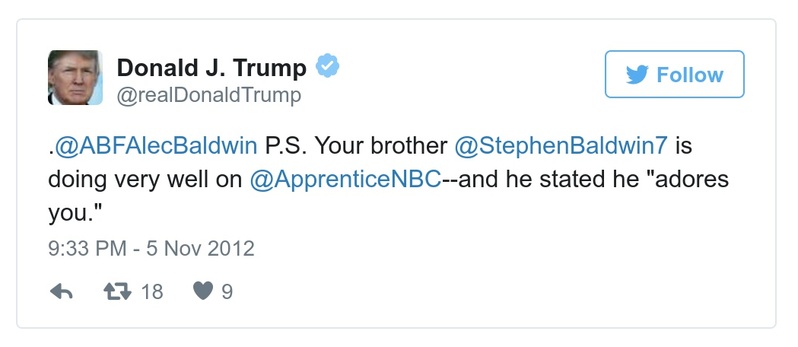 Donald J. Trump
@realDonaldTrump
Follow
.@ABFAlecBaldwin P.S. Your brother @StephenBaldwin7 is
doing very well on @ApprenticeNBC--and he stated he "adores
you."
9:33 PM - 5 Nov 2012
18 9